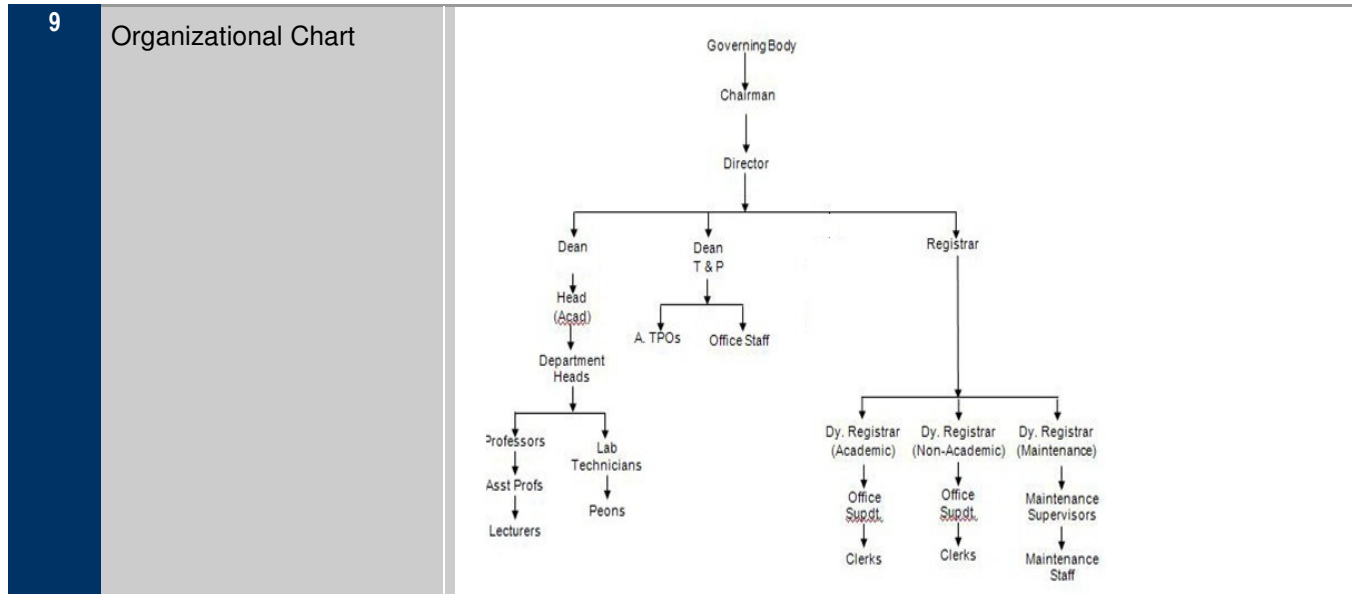 9
Organizational Chart
Governing Body
Chairman
Director
Dean
Dean
T & P
Registrar
Head
(Acad)
A. TPOs
Office Staff
Department
Heads
Professors
Lab
Technicians
Asst Profs
Peons
Lecturers
Dy. Registrar
(Academic)
Dy. Registrar
(Non-Academic)
Dy. Registrar
(Maintenance)
Office
Supdt.
Office
Supdt.
Maintenance
Supervisors
Clerks
Clerks
Maintenance
Staff